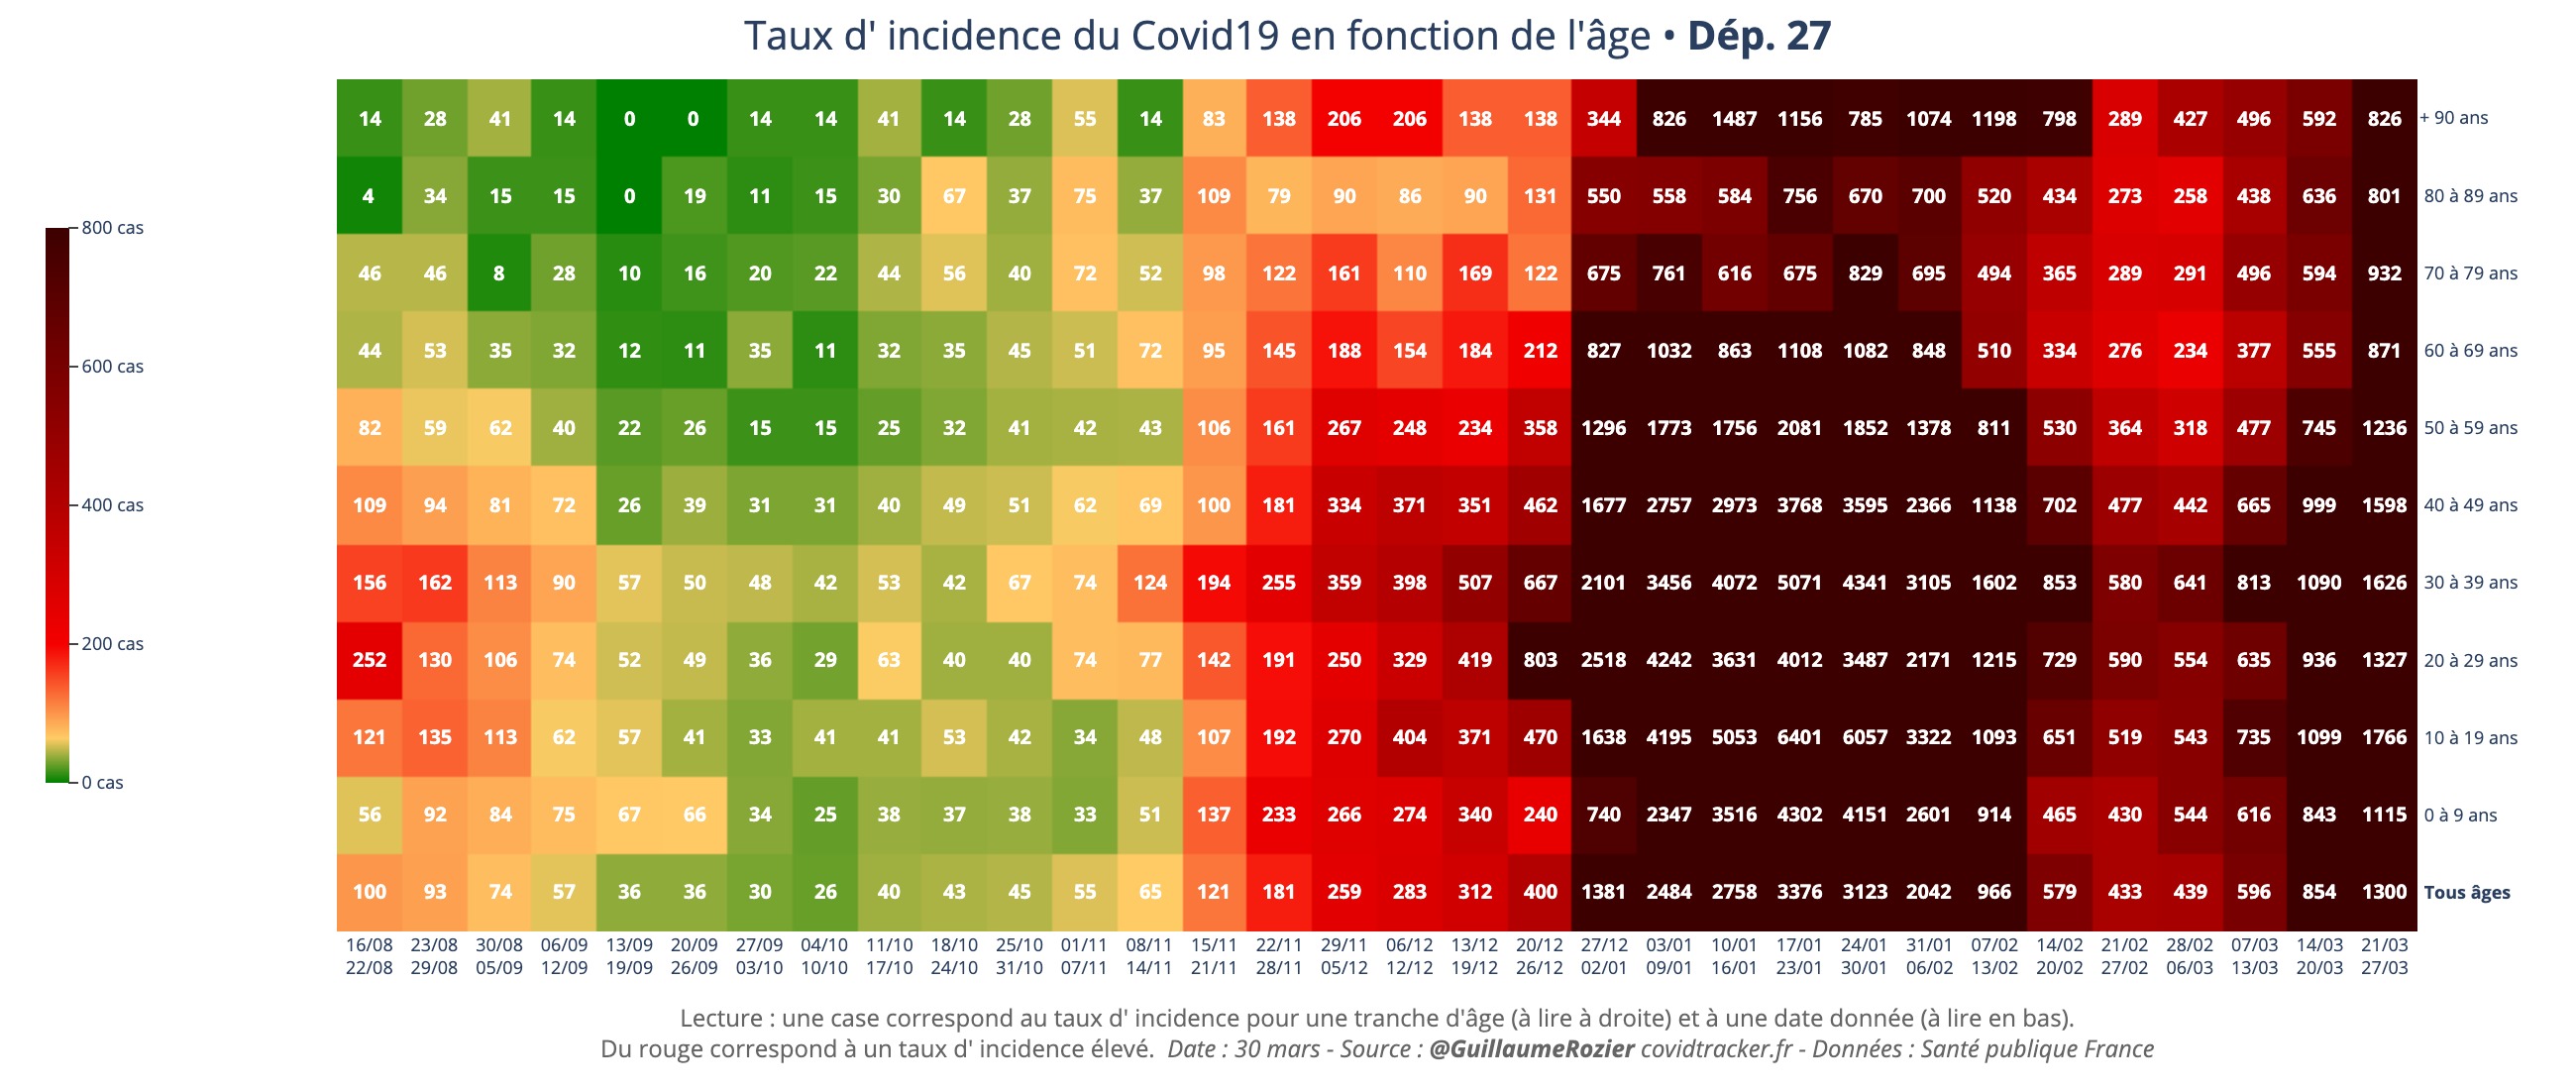 Taux d' incidence du Covid19 en fonction de l'âge • Dép. 27
14 28 41 14 0 0 14 14 41 14 28 55 14 83 138 206 206 138 138 344 826 1487 1156 785 1074 1198 798 289 427 496 592 826 + 90 ans
4 34 15 15 0 19 11 15 30 67 37 75 37 109 79 90 86 90 131 550 558 584 756 670 700 520 434 273 258 438 636 801 80 à 89 ans
46 46 8 28 10 16 20 22 44 56 40 72 52 98 122 161 110 169 122 675 761 616 675 829 695 494 365 289 291 496 594 932 70 à 79 ans
44 53 35 32 12 11 35 11 32 35 45 51 72 95 145 188 154 184 212 827 1032 863 1108 1082 848 510 334 276 234 377 555 871 60 à 69 ans
82 59 62 40 22 26 15 15 25 32 41 42 43 106 161 267 248 234 358 1296 1773 1756 2081 1852 1378 811 530 364 318 477 745 1236 50 à 59 ans
109 94 81 72 26 39 31 31 40 49 51 62 69 100 181 334 371 351 462 1677 2757 2973 3768 3595 2366 1138 702 477 442 665 999 1598 40 à 49 ans
156 162 113 90 57 50 48 42 53 42 67 74 124 194 255 359 398 507 667 2101 3456 4072 5071 4341 3105 1602 853 580 641 813 1090 1626 30 à 39 ans
252 130 106 74 52 49 36 29 63 40 40 74 77 142 191 250 329 419 803 2518 4242 3631 4012 3487 2171 1215 729 590 554 635 936 1327 20 à 29 ans
121 135 113 62 57 41 33 41 41 53 42 34 48 107 192 270 404 371 470 1638 4195 5053 6401 6057 3322 1093 651 519 543 735 1099 1766 10 à 19 ans
56 92 84 75 67 66 34 25 38 37 38 33 51 137 233 266 274 340 240 740 2347 3516 4302 4151 2601 914 465 430 544 616 843 1115 0 à 9 ans
100 93 74 57 36 36 30 26 40 43 45 55 65 121 181 259 283 312 400 1381 2484 2758 3376 3123 2042 966 579 433 439 596 854 1300 Tous âges
16/08 23/08 30/08 06/09 13/09 20/09 27/09 04/10 11/10 18/10 25/10 01/11 08/11 15/11 22/11 29/11 06/12 13/12 20/12 27/12 03/01 10/01 17/01 24/01 31/01 07/02 14/02 21/02 28/02 07/03 14/03 21/03
22/08 29/08 05/09 12/09 19/09 26/09 03/10 10/10 17/10 24/10 31/10 07/11 14/11 21/11 28/11 05/12 12/12 19/12 26/12 02/01 09/01 16/01 23/01 30/01 06/02 13/02 20/02 27/02 06/03 13/03 20/03 27/03
800 cas
600 cas
400 cas
200 cas
0 cas
Lecture : une case correspond au taux d' incidence pour une tranche d'âge (à lire à droite) et à une date donnée (à lire en bas).
Du rouge correspond à un taux d' incidence élevé. Date : 30 mars - Source : @GuillaumeRozier covidtracker.fr - Données : Santé publique France